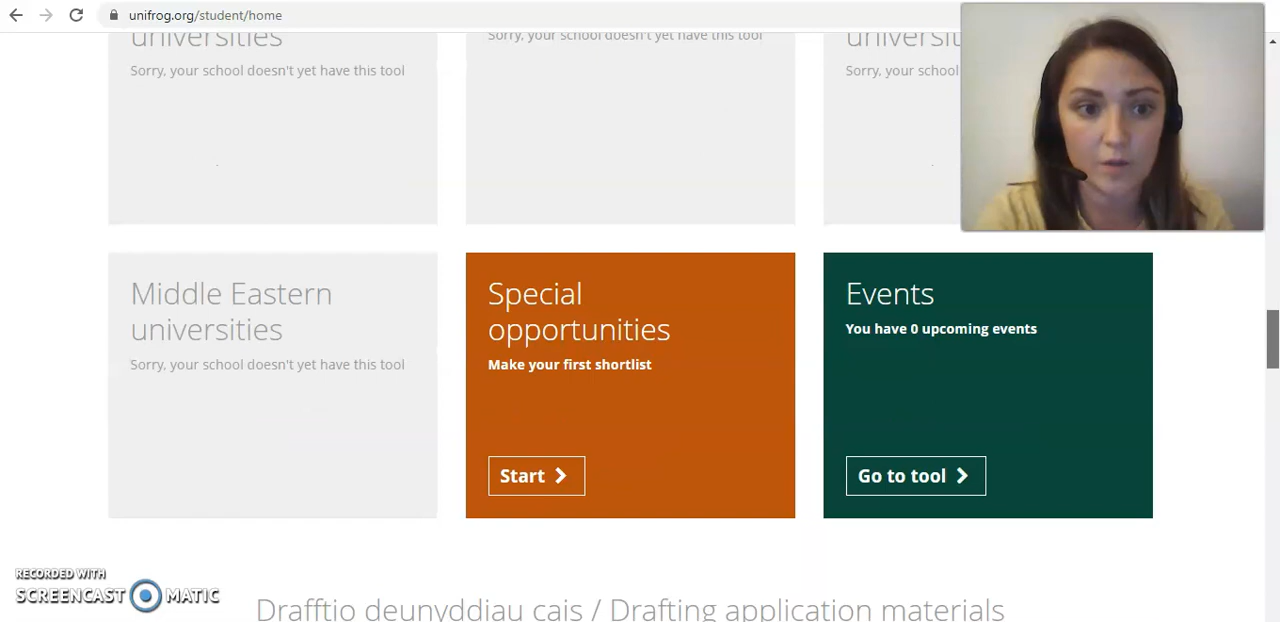 unifrog.org/student/home
universities
Sorry, your school doesn't yet have this tool
Sorry, your school doesn't yet have this tool
Sorry, your school
Middle Eastern
universities
Sorry, your school doesn't yet have this tool
Special
opportunities
Make your first shortlist
Start
Events
You have 0 upcoming events
Go to tool
Drafftio deunyddiau cais / Drafting application materials
RECORDED WITH
SCREENCAST MATIC